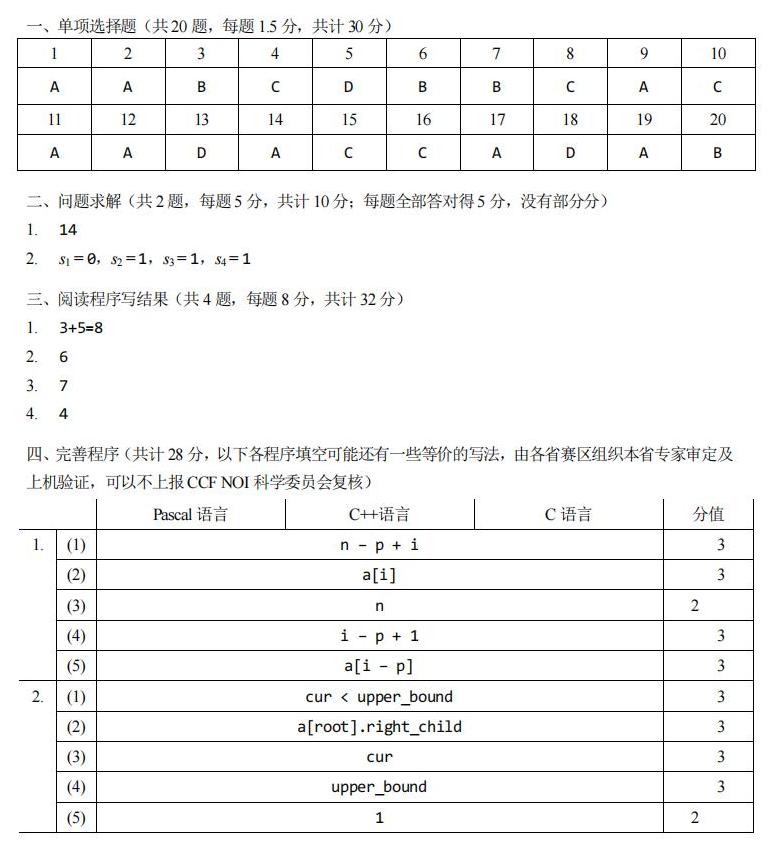 一、单项选择题（共20 题，每题 1.5 分，共计 30 分）
1 2 3 4 5 6 7 8 9 10
A A B C D B B C A C
11 12 13 14 15 16 17 18 19 20
A A D A C C A D A B
二、问题求解（共 2 题，每题 5 分，共计 10 分；每题全部答对得 5 分，没有部分分）
1. 14
2. s1＝0，s2＝1，s3＝1，s4＝1
三、阅读程序写结果（共 4 题，每题 8 分，共计 32 分）
1. 3+5=8
2. 6
3. 7
4. 4
四、完善程序（共计 28 分，以下各程序填空可能还有一些等价的写法，由各省赛区组织本省专家审定及
上机验证，可以不上报 CCF NOI 科学委员会复核）
Pascal 语言 C++语言 C 语言 分值
1. (1) n – p + i 3
(2) a[i] 3
(3) n 2
(4) i – p + 1 3
(5) a[i – p] 3
2. (1) cur < upper_bound 3
(2) a[root].right_child 3
(3) cur 3
(4) upper_bound 3
(5) 1 2